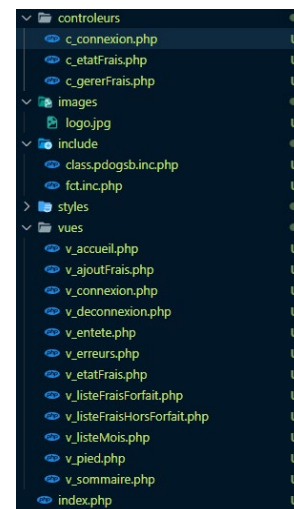 controleurs
c_connexion.php
c_etatFrais.php
c_gererFrais.php
images
logo.jpg
include
class.pdogsb.inc.php
fct.inc.php
styles
vues
v_accueil.php
v_ajoutFrais.php
v_connexion.php
v_deconnexion.php
v_entete.php
v_erreurs.php
v_etatFrais.php
v_listeFraisForfait.php
v_listeFraisHorsForfait.php
v_listeMois.php
v_pied.php
v_sommaire.php
index.php